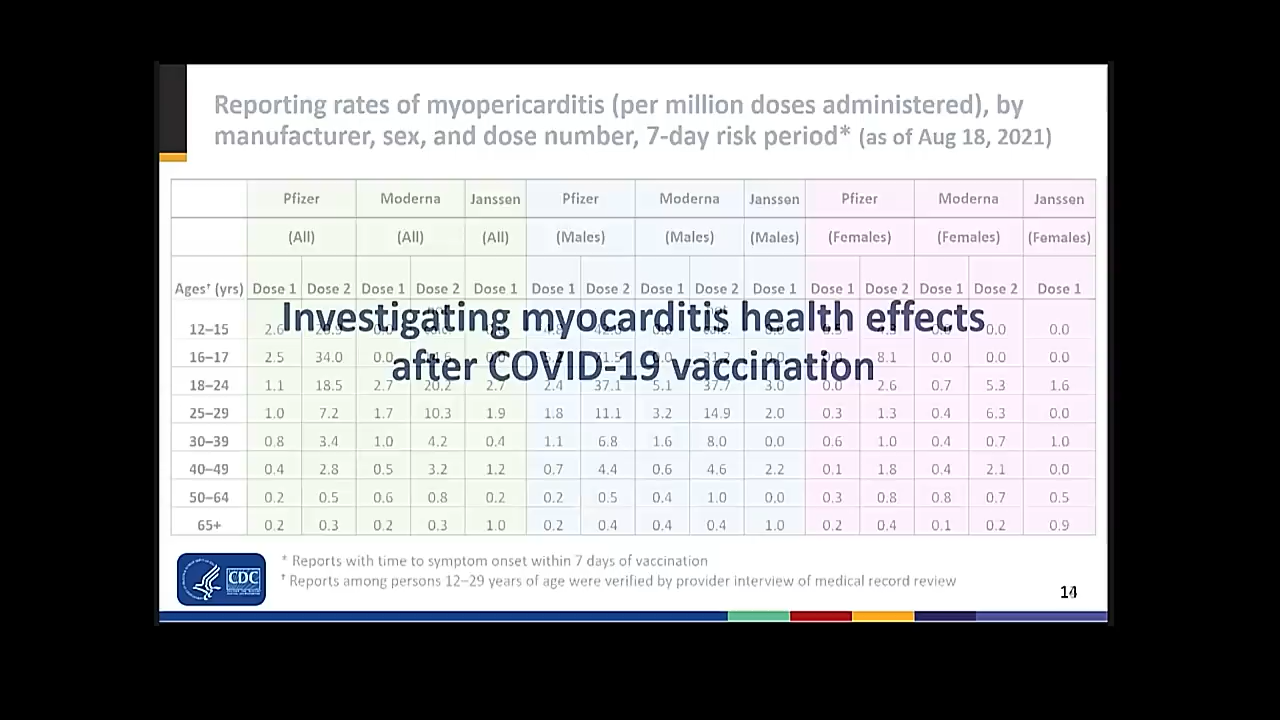 Reporting rates of myopericarditis (per million doses administered), by
manufacturer, sex, and dose number, 7-day risk period* (as of Aug 18, 2021)
Pfizer Moderna Janssen Pfizer Moderna Janssen Pfizer Moderna Janssen
(All) (All) (All) (Males) (Males) (Males) (Females) (Females) (Females)
Ages† (yrs) Dose 1 Dose 2 Dose 1 Dose 2 Dose 1 Dose 1 Dose 2 Dose 1 Dose 2 Dose 1 Dose 1 Dose 2 Dose 1 Dose 2 Dose 1
Investigating myocarditis health effects
after COVID-19 vaccination
12–15 0.0 0.0
16–17 2.5 34.0 0.0 8.1 0.0 0.0 0.0
18–24 1.1 18.5 2.7 20.2 2.7 2.4 37.1 5.1 37.7 3.0 0.0 2.6 0.7 5.3 1.6
25–29 1.0 7.2 1.7 10.3 1.9 1.8 11.1 3.2 14.9 2.0 0.3 1.3 0.4 6.3 0.0
30–39 0.8 3.4 1.0 4.2 0.4 1.1 6.8 1.6 8.0 0.0 0.6 1.0 0.4 0.7 1.0
40–49 0.4 2.8 0.5 3.2 1.2 0.7 4.4 0.6 4.6 2.2 0.1 1.8 0.4 2.1 0.0
50–64 0.2 0.5 0.6 0.8 0.2 0.2 0.5 0.4 1.0 0.0 0.3 0.8 0.8 0.7 0.5
65+ 0.2 0.3 0.2 0.3 1.0 0.2 0.4 0.4 0.4 1.0 0.2 0.4 0.1 0.2 0.9
* Reports with time to symptom onset within 7 days of vaccination
† Reports among persons 12–29 years of age were verified by provider interview of medical record review
CDC
14